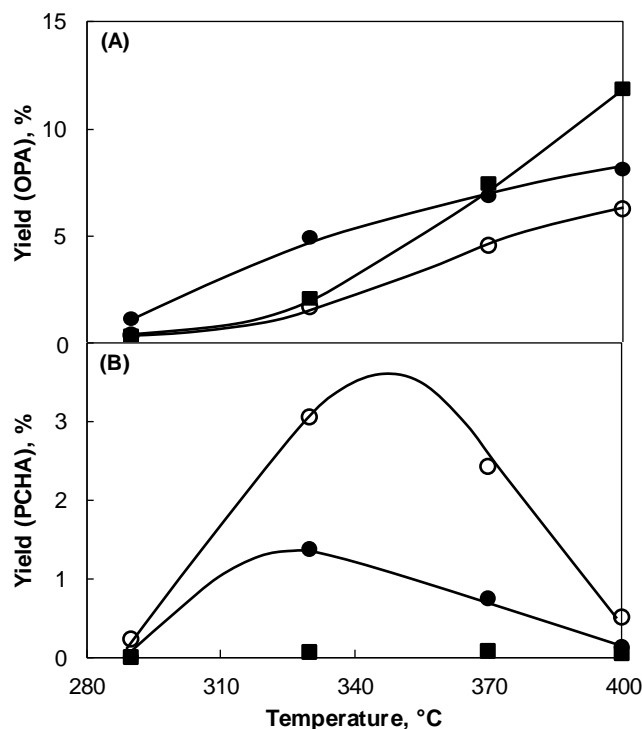 15
(A)
10
5
0
Yield (OPA), %
(B)
3
2
1
0
Yield (PCHA), %
280 310 340 370 400
Temperature, °C